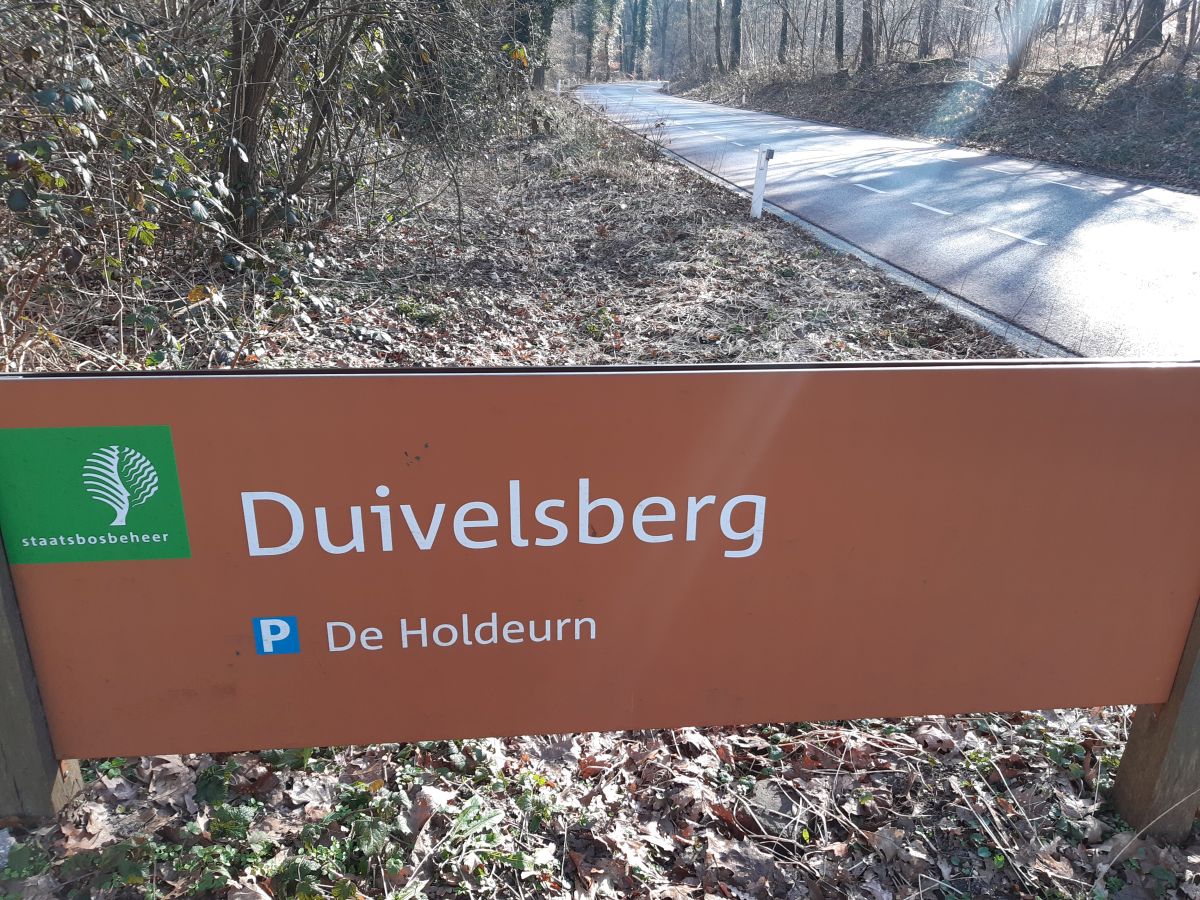 Duivelsberg
staatsbosbeheer
P De Holdeurn